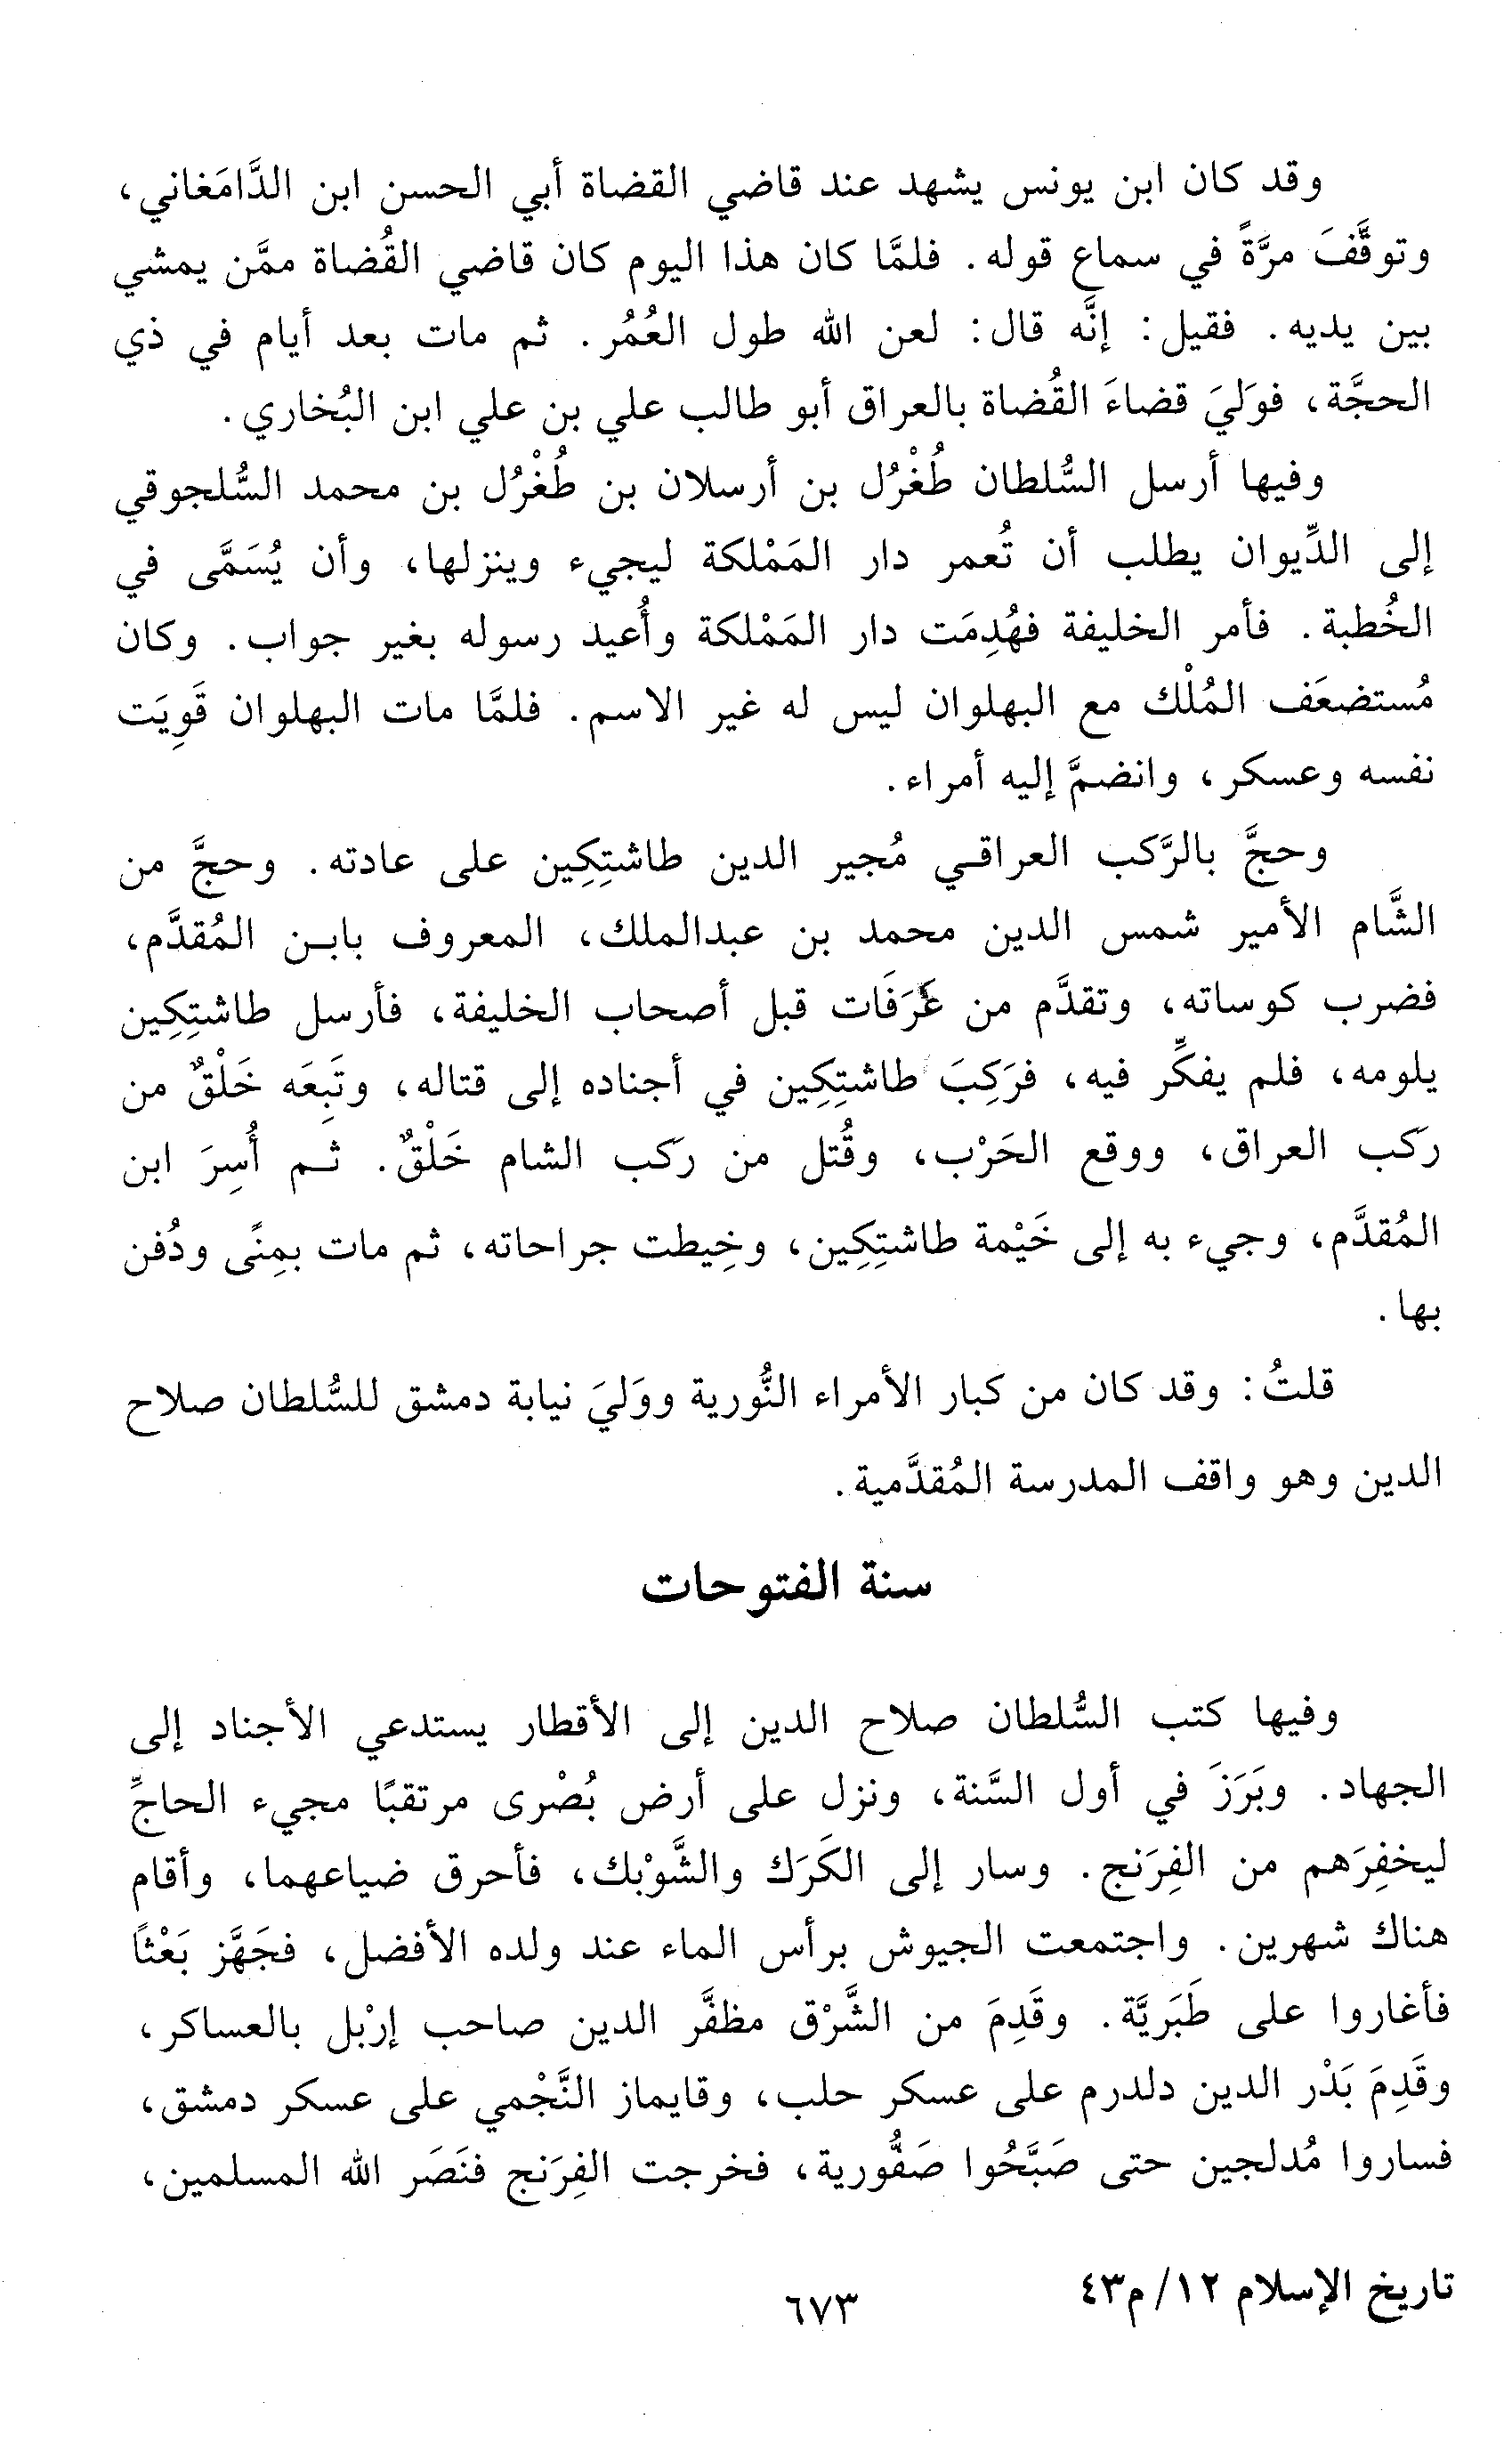 وقد كان ابن يونس يشهد عند قاضي القضاة أبي الحسن ابن الدَّامَغاني،
وتوقَّفَ مرَّةً في سماع قوله. فلمَّا كان هذا اليوم كان قاضي القُضاة ممَّن يمشي
بين يديه. فقيل: إنَّه قال: لعن الله طول العُمُر. ثم مات بعد أيام في ذي
الحجَّة، فوَليَ قضاءَ القُضاة بالعراق أبو طالب علي بن علي ابن البُخاري.
وفيها أرسل السُّلطان طُغْرُل بن أرسلان بن طُغْرُل بن محمد السُّلجوقي
إلى الدِّيوان يطلب أن تُعمر دار المَمْلكة ليجيء وينزلها، وأن يُسَمَّى في
الخُطبة. فأمر الخليفة فهُدِمَت دار المَمْلكة وأُعيد رسوله بغير جواب. وكان
مُستضعَف المُلْك مع البهلوان ليس له غير الاسم. فلمَّا مات البهلوان قَوِيَت
نفسه وعسكر، وانضمَّ إليه أمراء.
وحجَّ بالرَّكب العراقي مُجير الدين طاشتِكِين على عادته. وحجَّ من
الشَّام الأمير شمس الدين محمد بن عبدالملك، المعروف بابن المُقدَّم،
فضرب كوساته، وتقدَّم من عَرَفَات قبل أصحاب الخليفة، فأرسل طاشتِكِين
يلومه، فلم يفكِّر فيه، فرَكِبَ طاشتِكِين في أجناده إلى قتاله، وتَبِعَه خَلْقٌ من
رَكب العراق، ووقع الحَرْب، وقُتل من رَكب الشام خَلْقٌ. ثم أُسِرَ ابن
المُقدَّم، وجيء به إلى خَيْمة طاشتِكِين، وخِيطت جراحاته، ثم مات بمِنًى ودُفن
بها.
قلتُ: وقد كان من كبار الأمراء النُّورية ووَليَ نيابة دمشق للسُّلطان صلاح
الدين وهو واقف المدرسة المُقدَّمية.
سنة الفتوحات
وفيها كتب السُّلطان صلاح الدين إلى الأقطار يستدعي الأجناد إلى
الجهاد. وبَرَزَ في أول السَّنة، ونزل على أرض بُصْرى مرتقبًا مجيء الحاجِّ
ليخفِرَهم من الفِرَنج. وسار إلى الكَرَك والشَّوْبك، فأحرق ضياعهما، وأقام
هناك شهرين. واجتمعت الجيوش برأس الماء عند ولده الأفضل، فجَهَّز بَعْثًا
فأغاروا على طَبَريَّة. وقَدِمَ من الشَّرْق مظفَّر الدين صاحب إرْبل بالعساكر،
وقَدِمَ بَدْر الدين دلدرم على عسكر حلب، وقايماز النَّجْمي على عسكر دمشق،
فساروا مُدلجين حتى صَبَّحُوا صَفُّورية، فخرجت الفِرَنج فنَصَر الله المسلمين،
تاريخ الإسلام ١٢/ م٤٣
٦٧٣